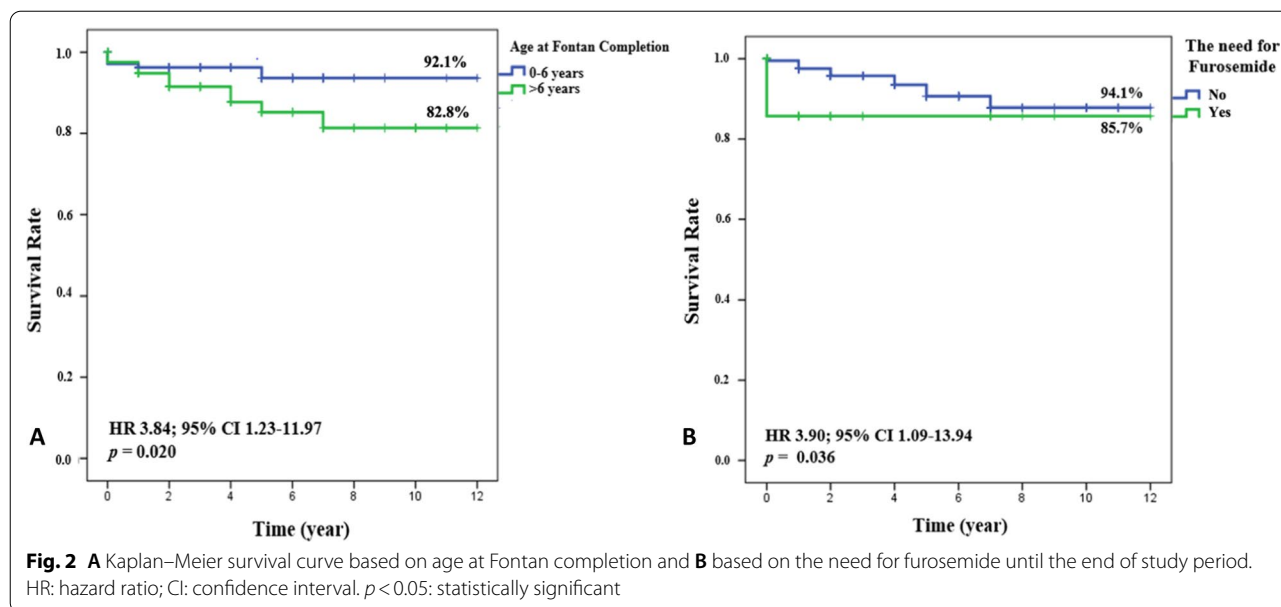 Age at Fontan Completion
0-6 years
>6 years
92.1%
82.8%
1.0
0.8
0.6
0.4
0.2
0.0
Survival Rate
HR 3.84; 95% CI 1.23-11.97
p = 0.020
A
0 2 4 6 8 10 12
Time (year)
The need for
Furosemide
No
Yes
94.1%
85.7%
1.0
0.8
0.6
0.4
0.2
0.0
Survival Rate
HR 3.90; 95% CI 1.09-13.94
p = 0.036
B
0 2 4 6 8 10 12
Time (year)
Fig. 2 A Kaplan–Meier survival curve based on age at Fontan completion and B based on the need for furosemide until the end of study period.
HR: hazard ratio; CI: confidence interval. p < 0.05: statistically significant